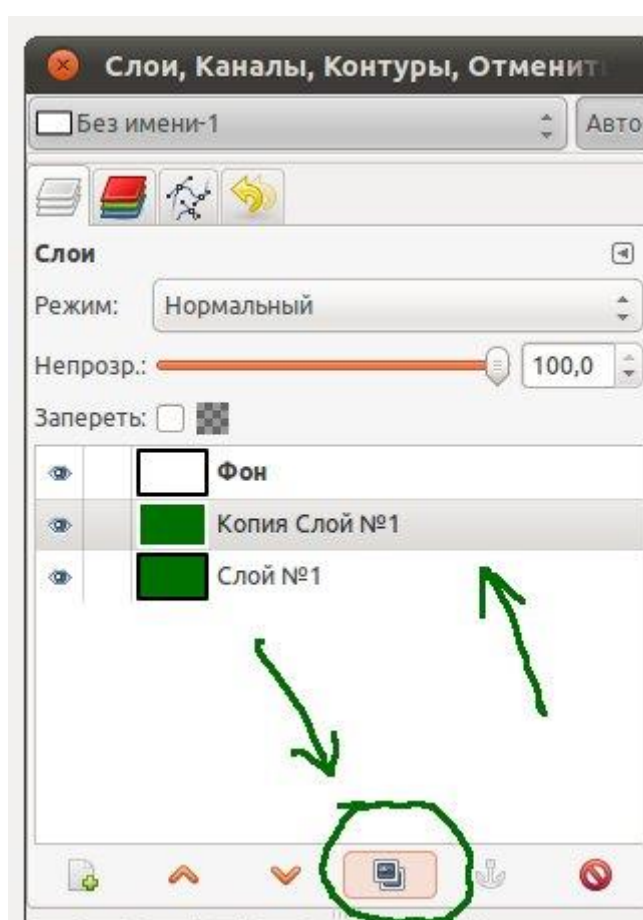 Слои, Каналы, Контуры, Отменить
Без имени-1 Авто
Слои
Режим: Нормальный
Непрозр.: 100,0
Запереть:
Фон
Копия Слой №1
Слой №1